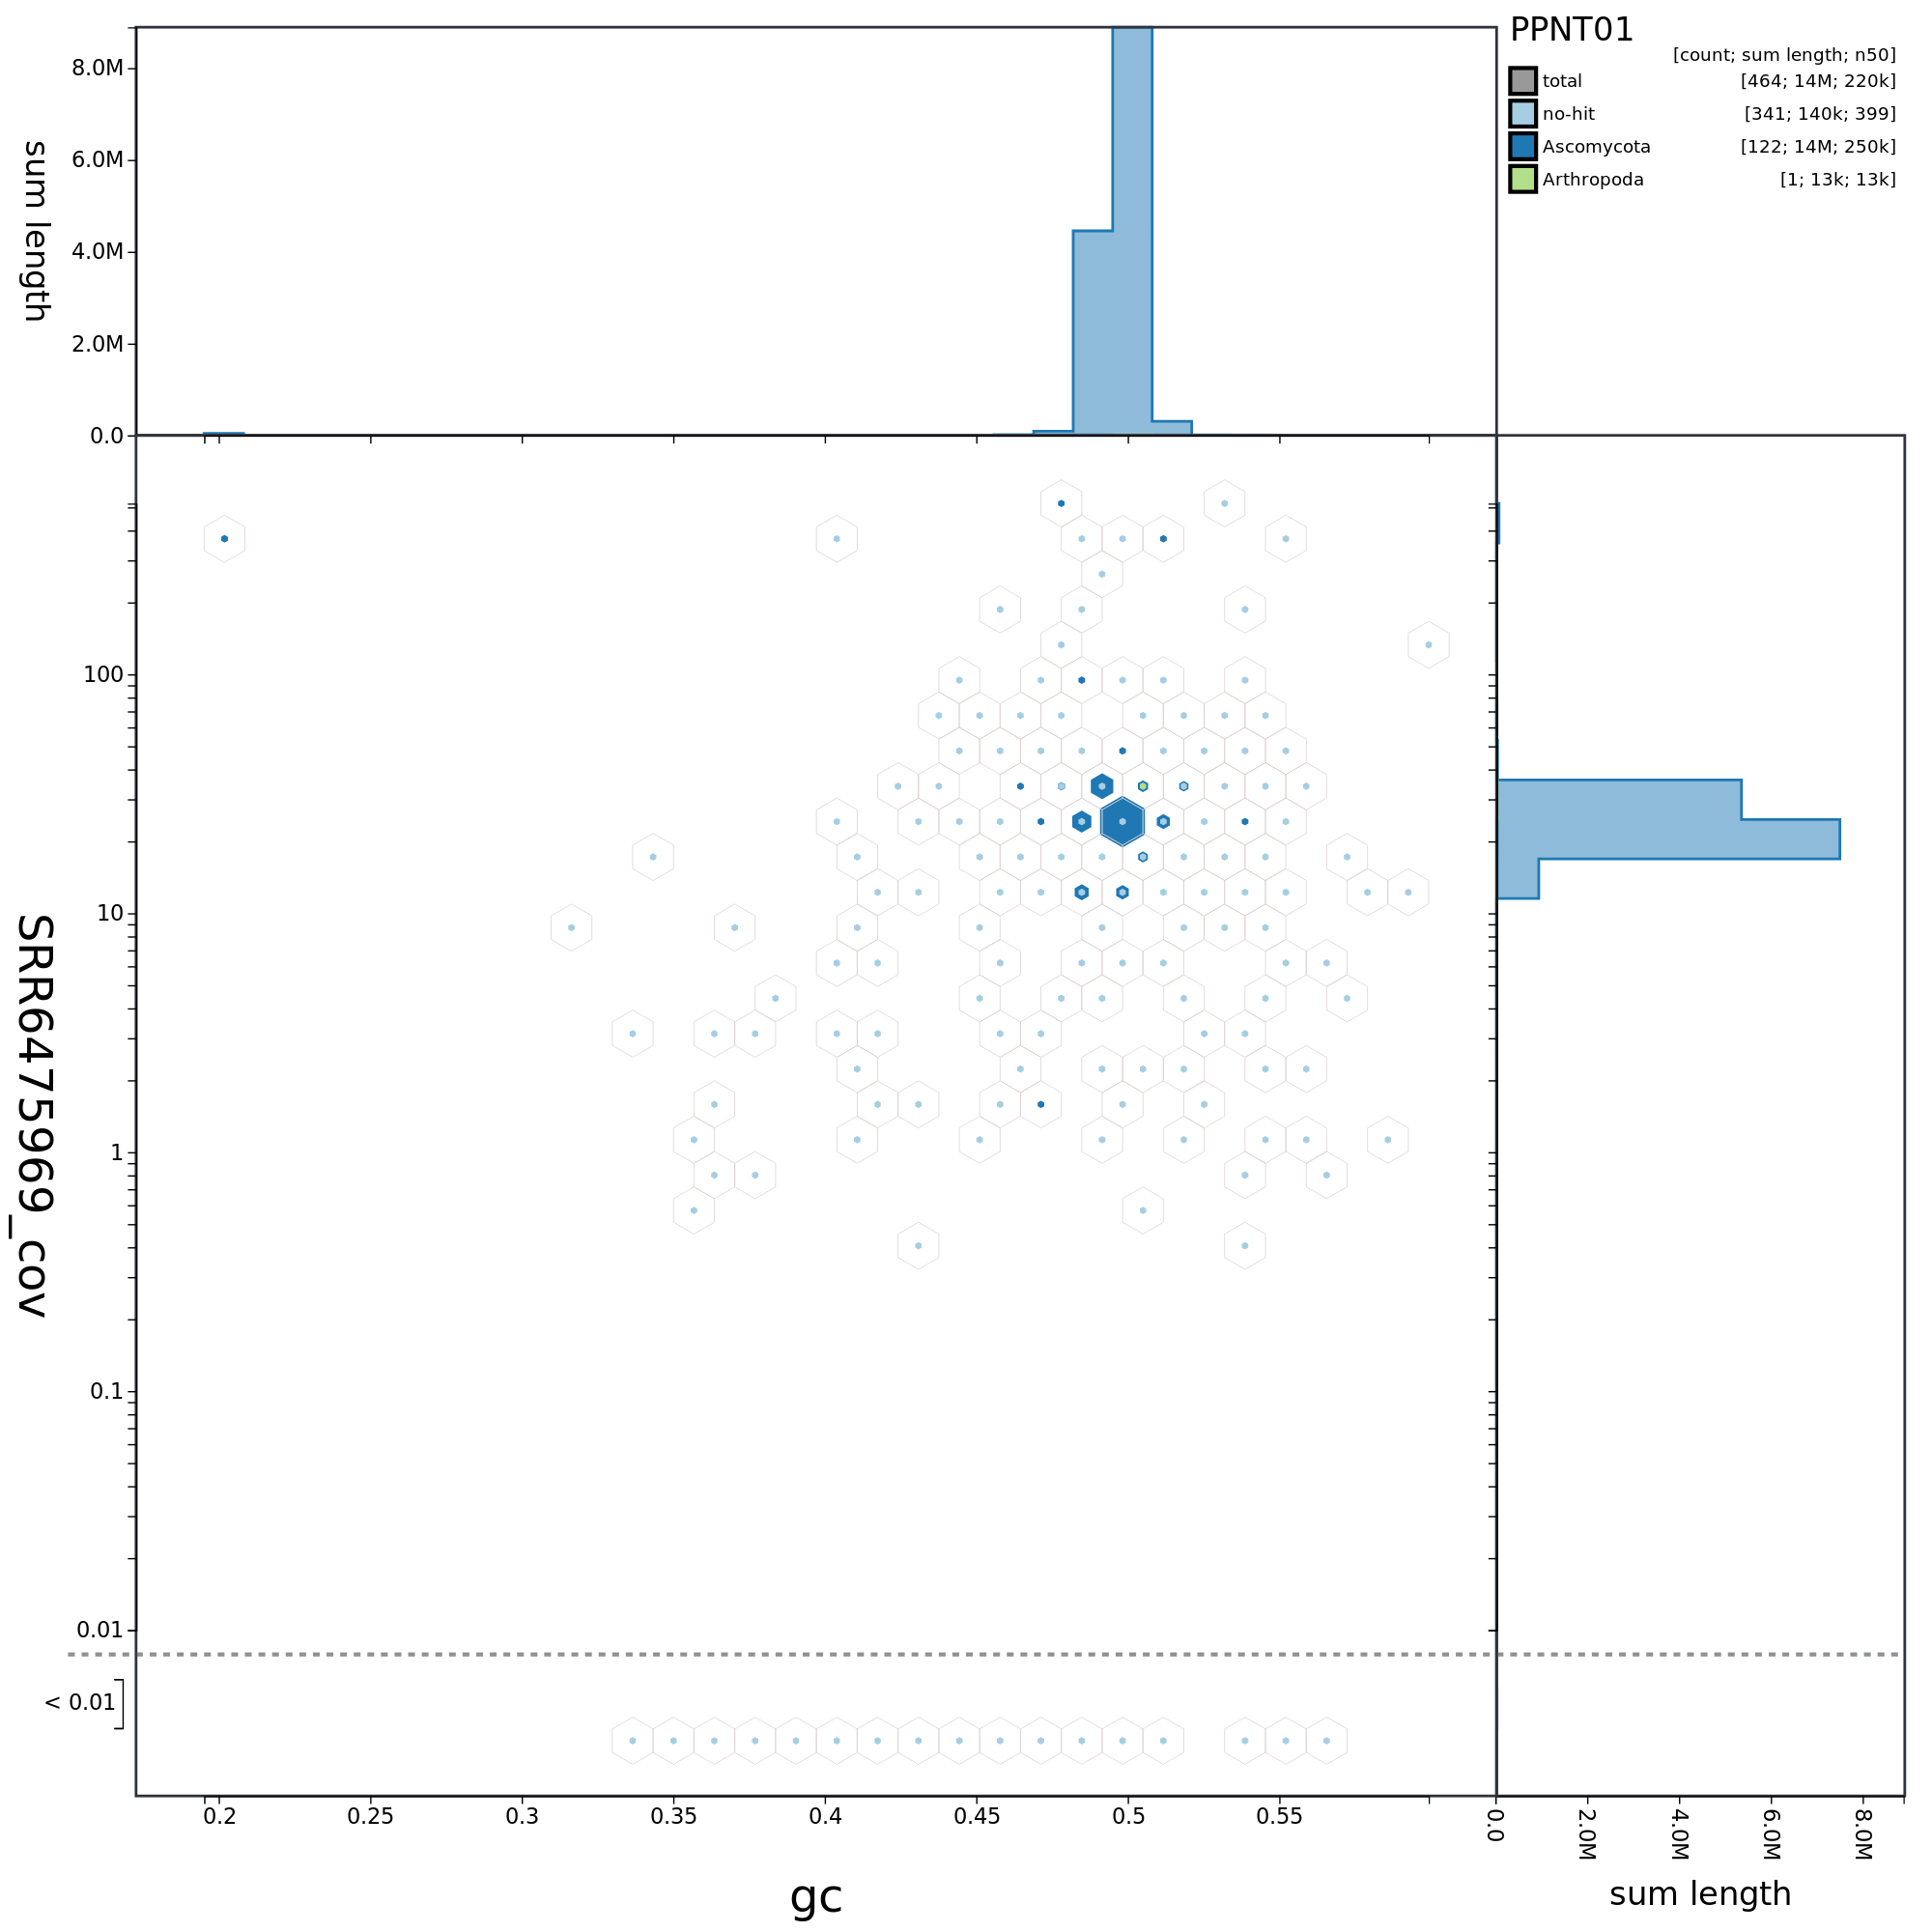 PPNT01
[count; sum length; n50]
total [464; 14M; 220k]
no-hit [341; 140k; 399]
Ascomycota [122; 14M; 250k]
Arthropoda [1; 13k; 13k]
sum length
8.0M
6.0M
4.0M
2.0M
0.0
SRR6475969_cov
100
10
1
0.1
0.01
< 0.01
0.2 0.25 0.3 0.35 0.4 0.45 0.5 0.55
gc
0.0 2.0M 4.0M 6.0M 8.0M
sum length